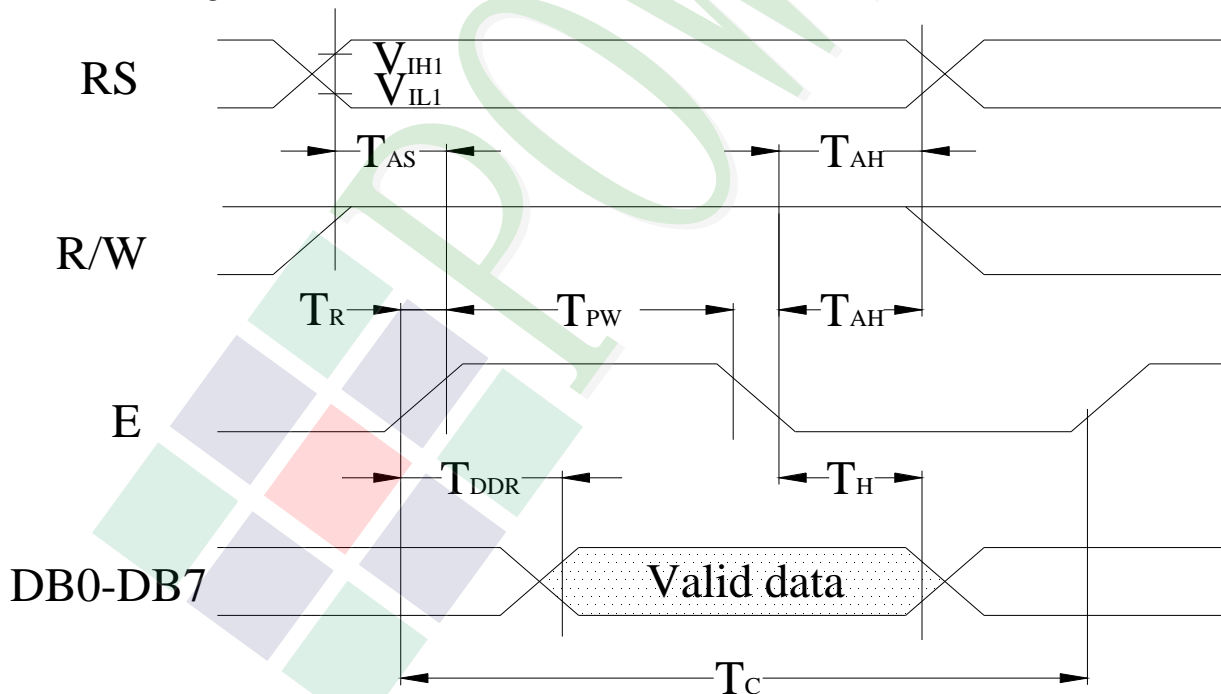 RS
VIH1
VIL1
TAS
TAH
R/W
TR
TPW
TAH
E
TDDR
TH
DB0-DB7
Valid data
TC